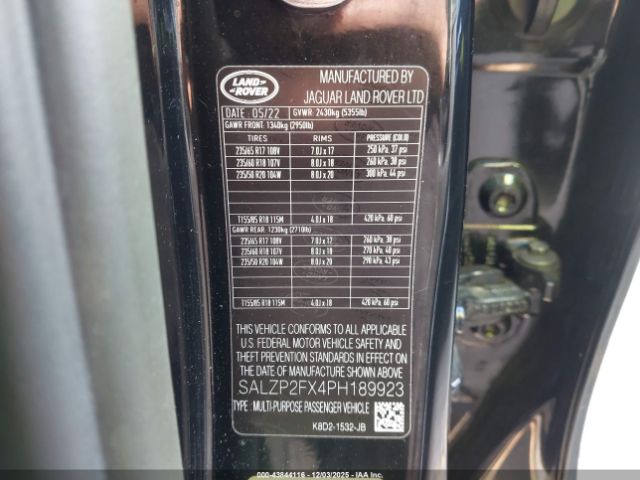 LAND ROVER
MANUFACTURED BY
JAGUAR LAND ROVER LTD
DATE : 05/22 GVWR: 2430kg (5355lb)
GAWR FRONT: 1340kg (2950lb)
TIRES RIMS PRESSURE (COLD)
235/65 R17 108V 7.0J x 17 250 kPa, 37 psi
235/60 R18 107V 8.0J x 18 260 kPa, 38 psi
235/50 R20 104W 8.0J x 20 300 kPa, 44 psi
T155/85 R18 115M 4.0J x 18 420 kPa, 60 psi
GAWR REAR: 1230kg (2710lb)
235/65 R17 108V 7.0J x 17 260 kPa, 38 psi
235/60 R18 107V 8.0J x 18 270 kPa, 40 psi
235/50 R20 104W 8.0J x 20 290 kPa, 43 psi
T155/85 R18 115M 4.0J x 18 420 kPa, 60 psi
THIS VEHICLE CONFORMS TO ALL APPLICABLE
U.S. FEDERAL MOTOR VEHICLE SAFETY AND
THEFT PREVENTION STANDARDS IN EFFECT ON
THE DATE OF MANUFACTURE SHOWN ABOVE
SALZP2FX4PH189923
TYPE : MULTI-PURPOSE PASSENGER VEHICLE
K8D2-1532-JB
00-43844116 - 12/03/2025 - IAAI.COM